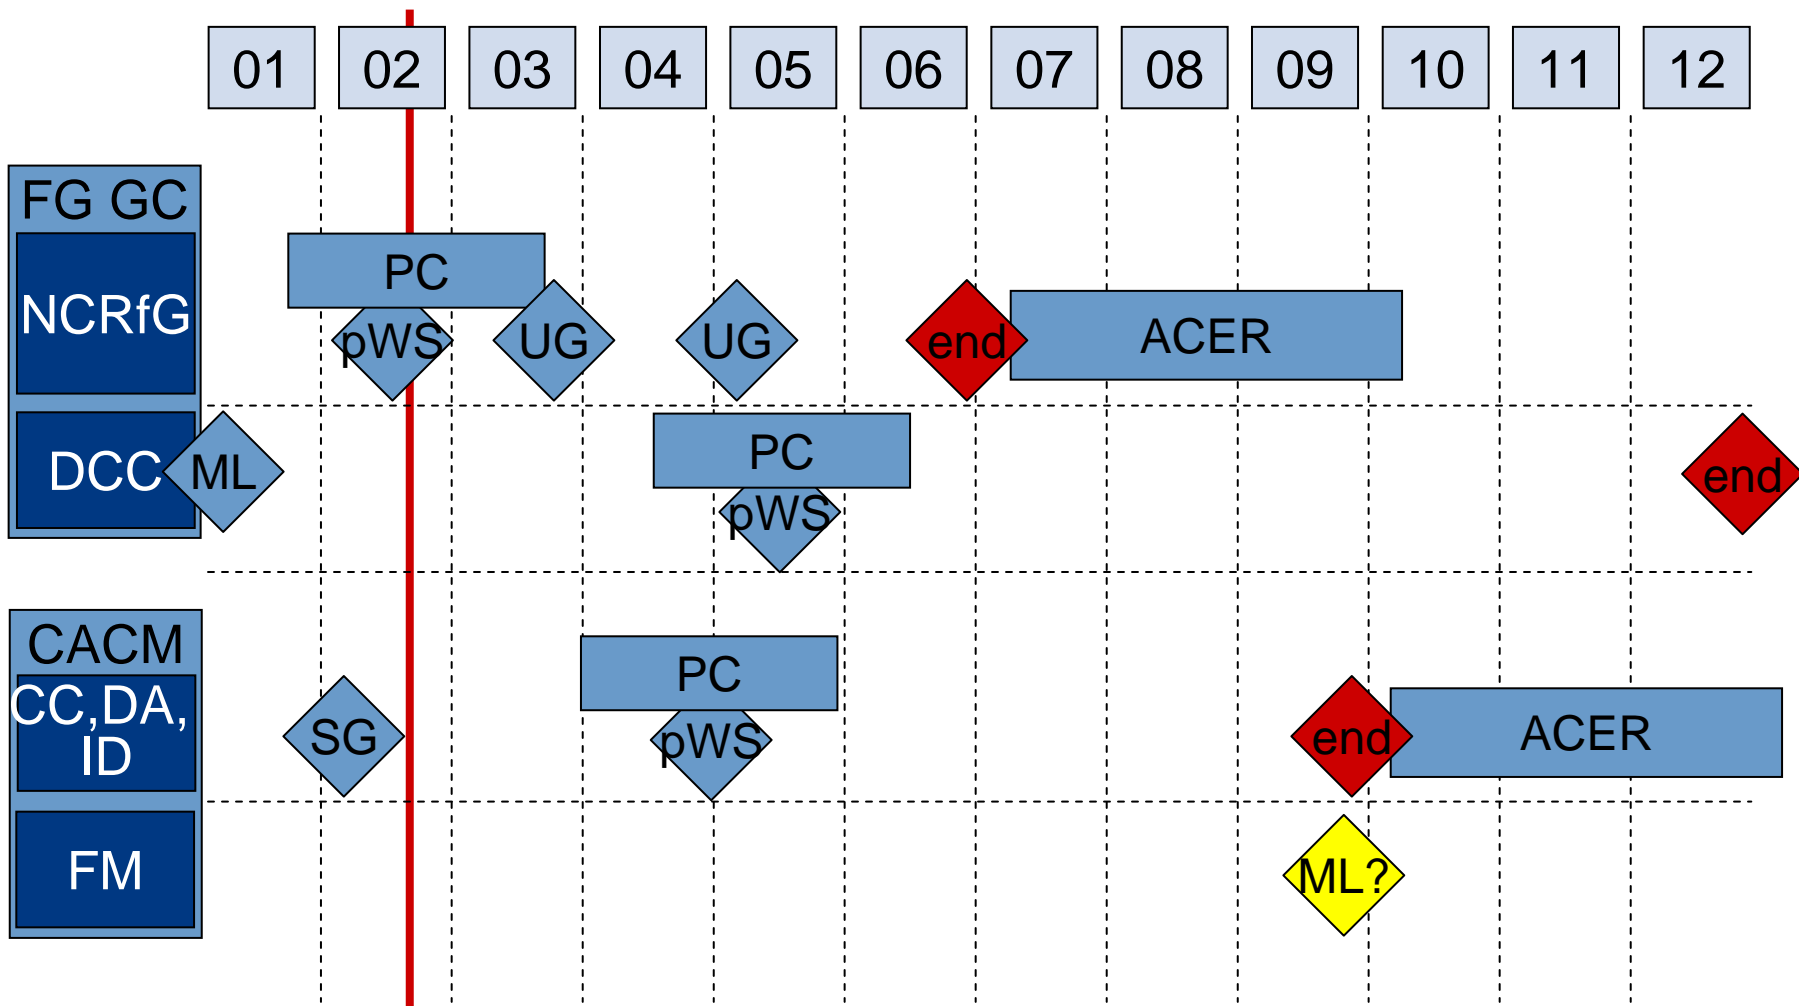 01 02 03 04 05 06 07 08 09 10 11 12
FG GC
NCRfG
PC
pWS
UG
UG
end
ACER
DCC
ML
PC
pWS
end
CACM
CC,DA,
ID
SG
PC
pWS
end
ACER
FM
ML?